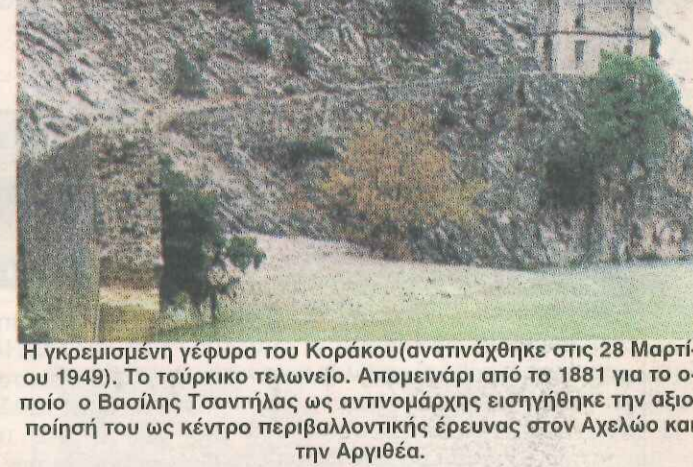 Η γκρεμισμένη γέφυρα του Κοράκου(ανατινάχθηκε στις 28 Μαρτί-
ου 1949). Το τούρκικο τελωνείο. Απομεινάρι από το 1881 για το ο-
ποίο ο Βασίλης Τσαντήλας ως αντινομάρχης εισηγήθηκε την αξιο-
ποίησή του ως κέντρο περιβαλλοντικής έρευνας στον Αχελώο και
την Αργιθέα.